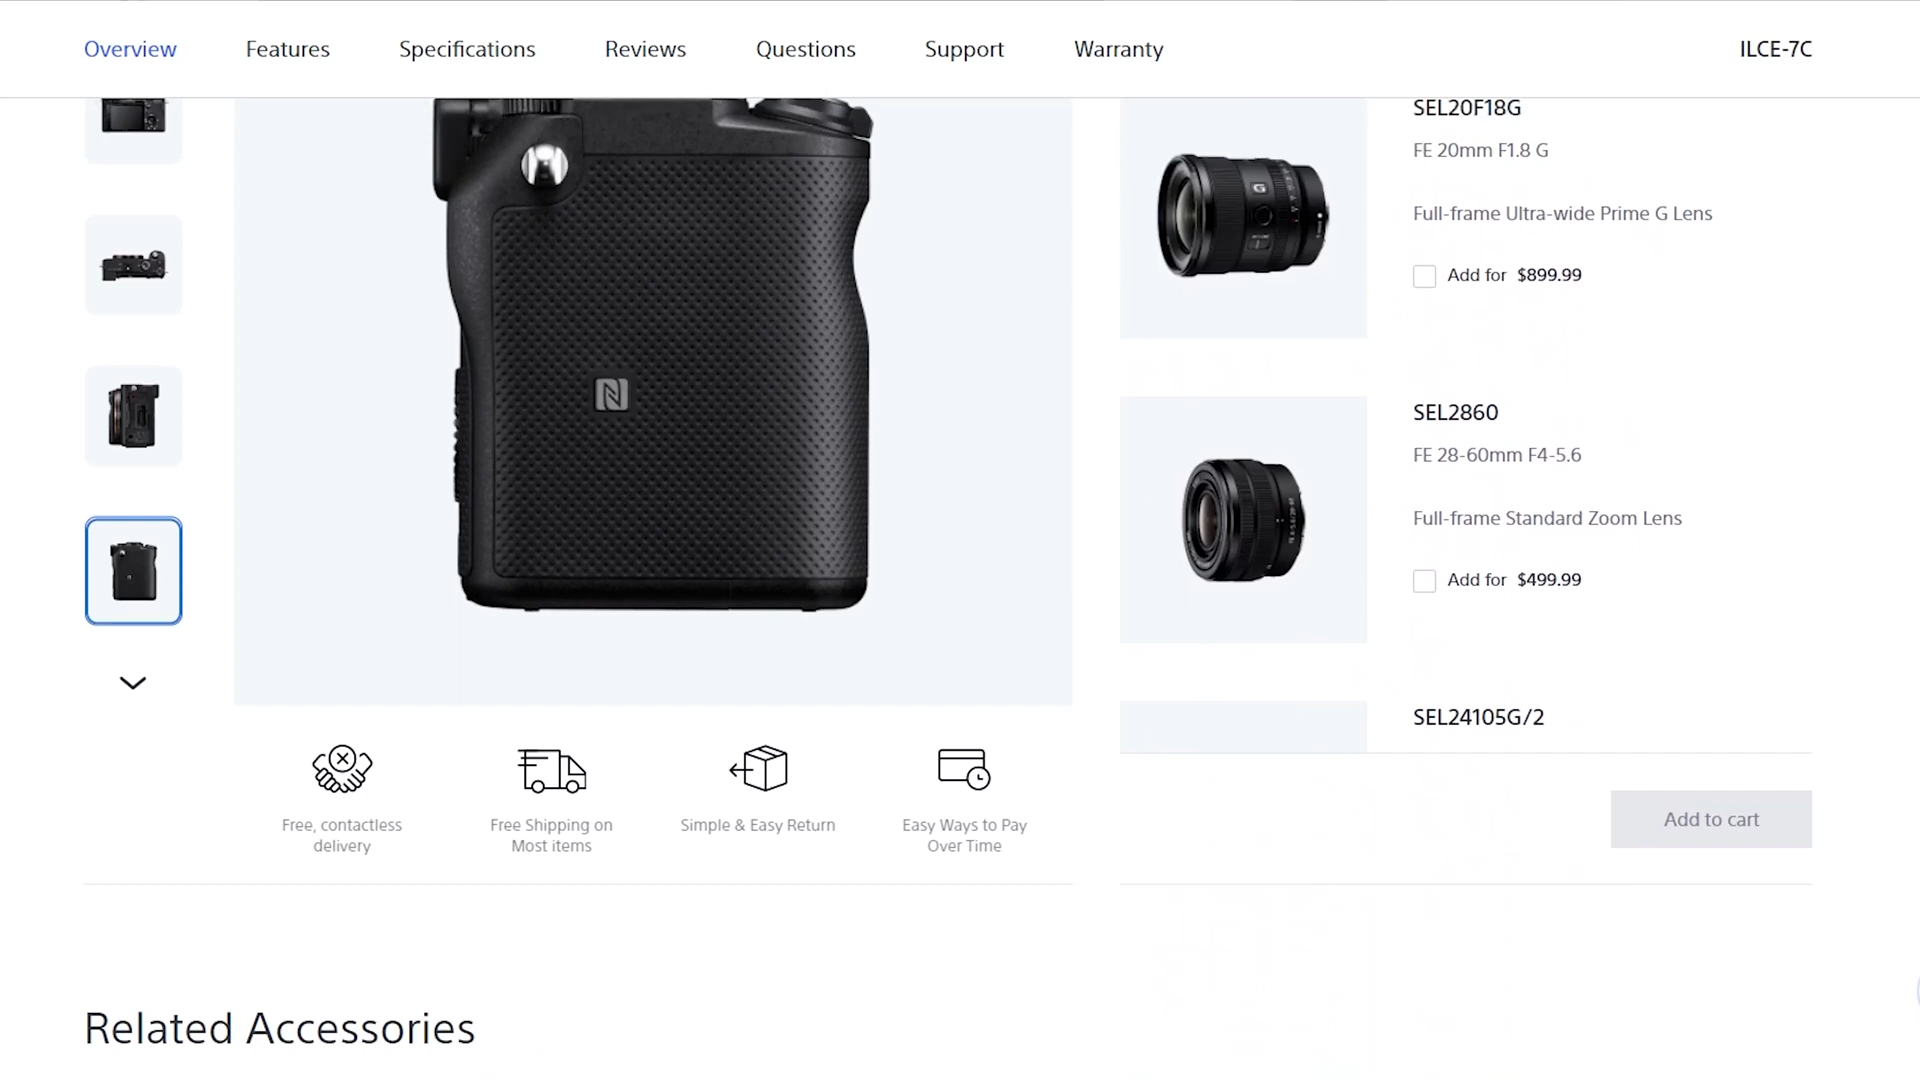 Overview Features Specifications Reviews Questions Support Warranty ILCE-7C
SEL20F18G
FE 20mm F1.8 G
Full-frame Ultra-wide Prime G Lens
Add for $899.99
SEL2860
FE 28-60mm F4-5.6
Full-frame Standard Zoom Lens
Add for $499.99
SEL24105G/2
Add to cart
Free, contactless
delivery
Free Shipping on
Most items
Simple & Easy Return
Easy Ways to Pay
Over Time
Related Accessories